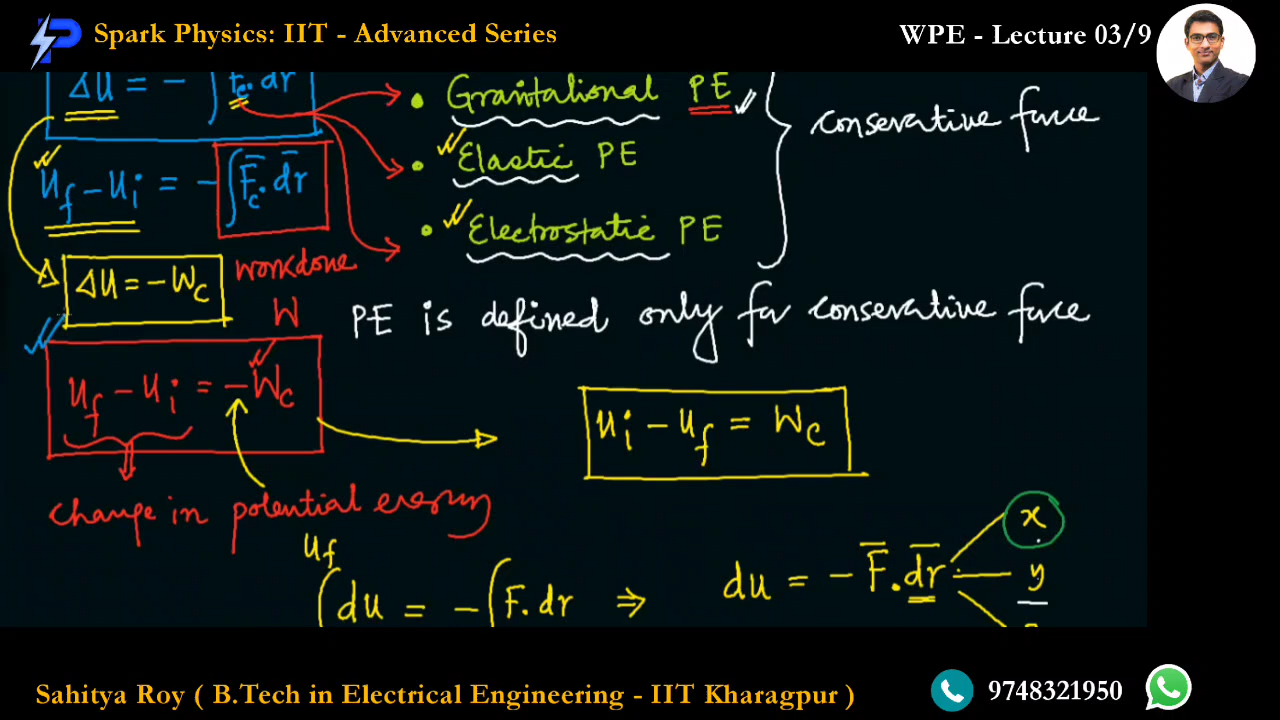 Spark Physics: IIT - Advanced Series
WPE - Lecture 03/9
ΔU = - ∫ Fc. dr
• Gravitational PE
conservative force
Uf - Ui = - ∫ F̄c. d̄r
• Elastic PE
• Electrostatic PE
ΔU = -Wc
workdone
W
PE is defined only for conservative force
Uf - Ui = -Wc
Ui - Uf = Wc
change in potential energy
x
Uf
∫ du = - ∫ F. dr ⇒ du = - F̄. d̄r
y
Sahitya Roy ( B.Tech in Electrical Engineering - IIT Kharagpur )
9748321950